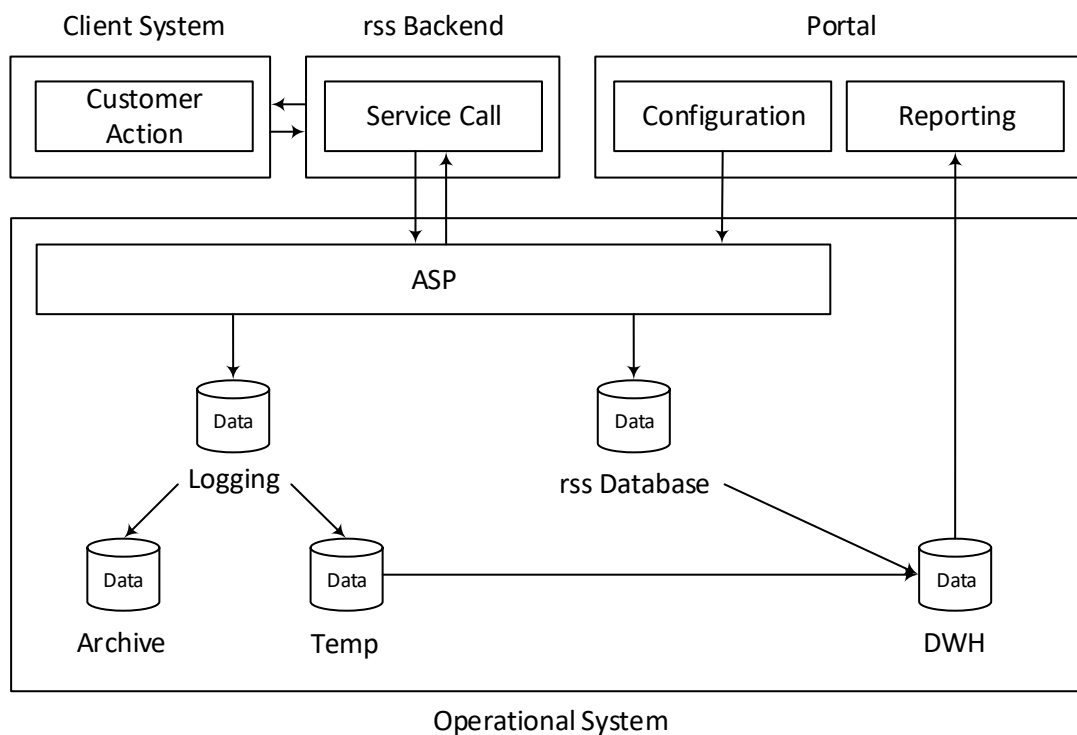 Client System
rss Backend
Portal
Customer
Action
Service Call
Configuration
Reporting
ASP
Data
Data
Logging
rss Database
Data
Data
Data
Archive
Temp
DWH
Operational System